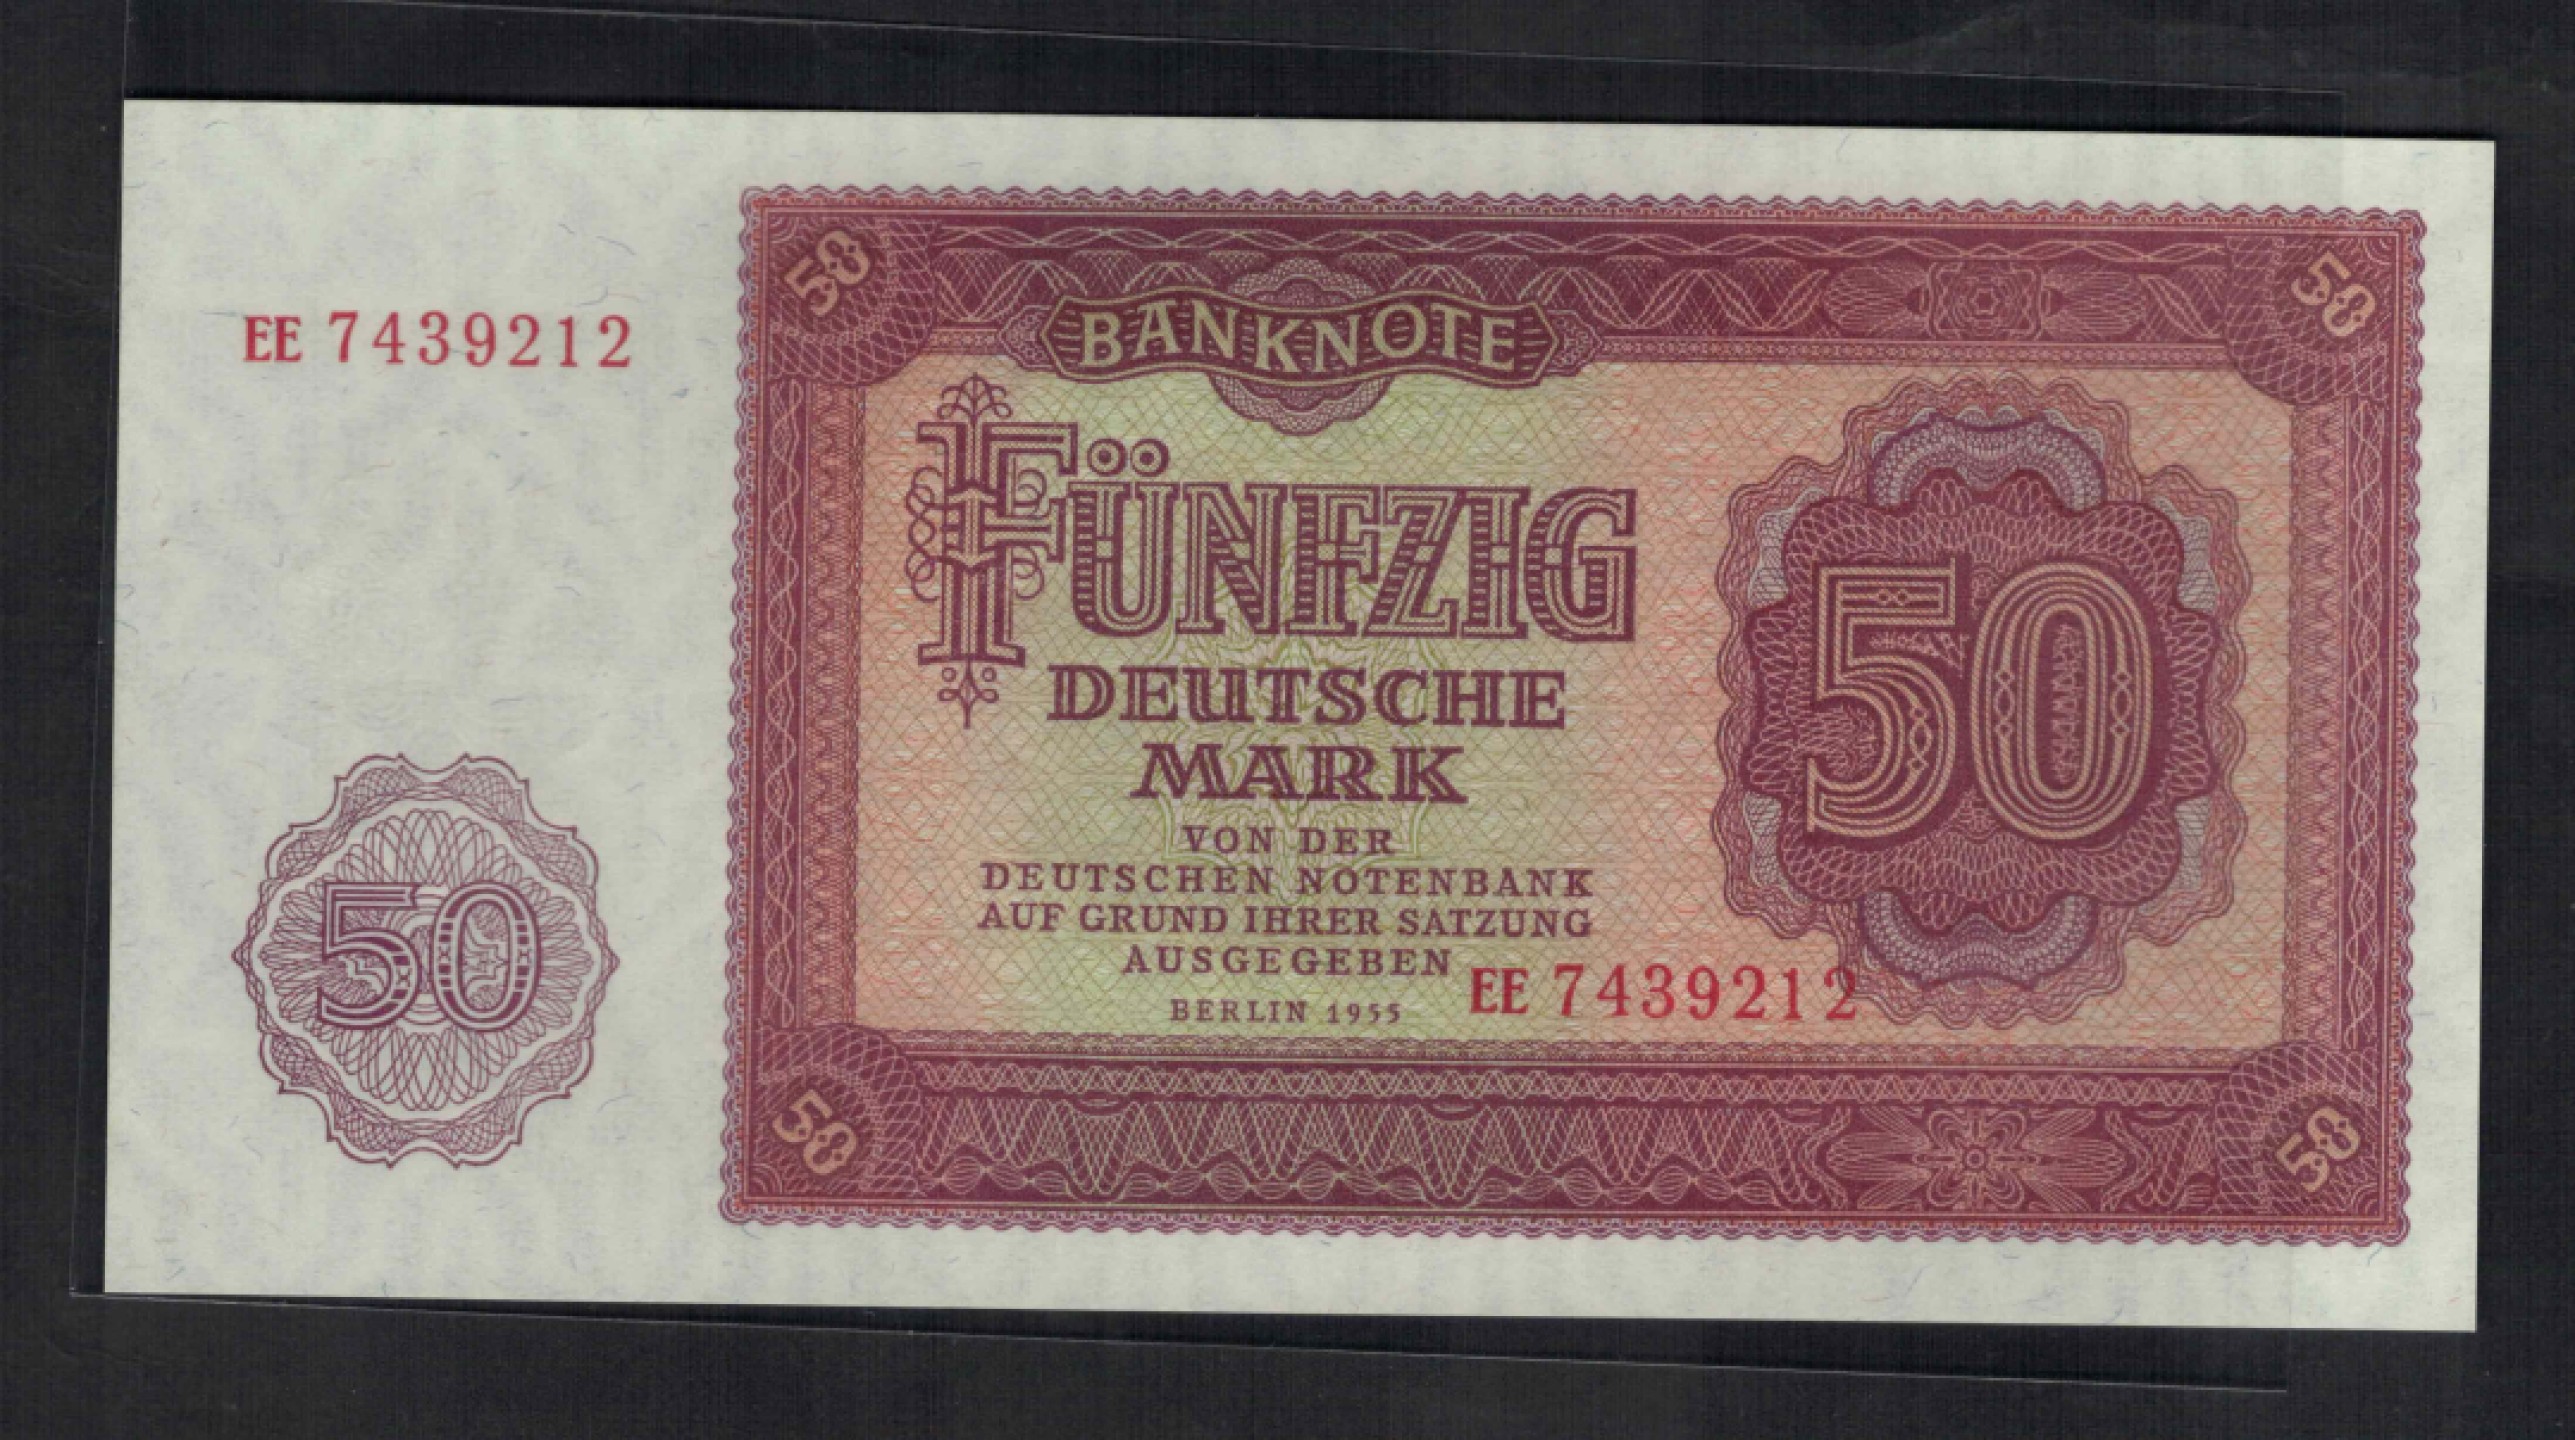 50
50
BANKNOTE
EE 7439212
FÜNFZIG
DEUTSCHE
MARK
50
VON DER
DEUTSCHEN NOTENBANK
AUF GRUND IHRER SATZUNG
AUSGEGEBEN
50
EE 7439212
BERLIN 1955
50
50